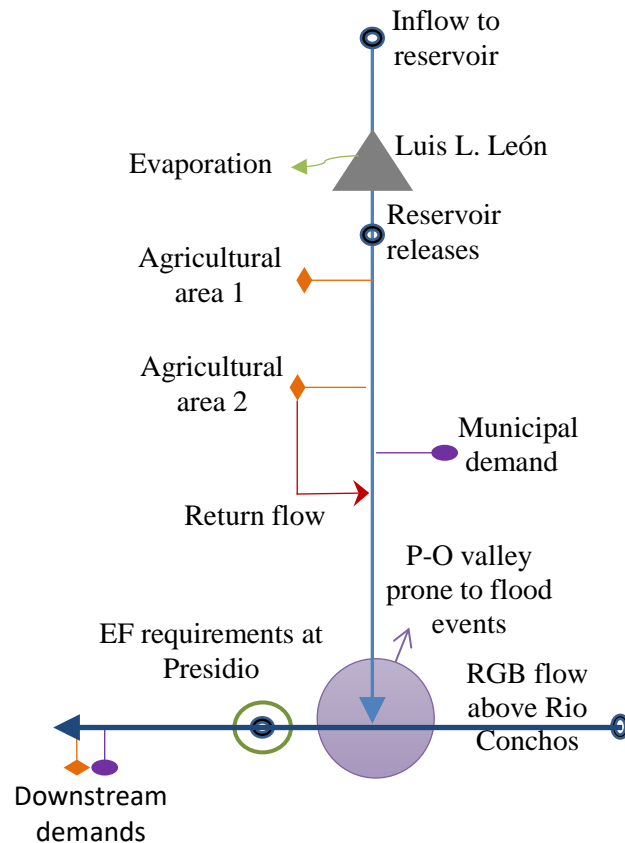 Inflow to
reservoir
Luis L. León
Evaporation
Reservoir
releases
Agricultural
area 1
Agricultural
area 2
Municipal
demand
Return flow
P-O valley
prone to flood
events
EF requirements at
Presidio
RGB flow
above Rio
Conchos
Downstream
demands